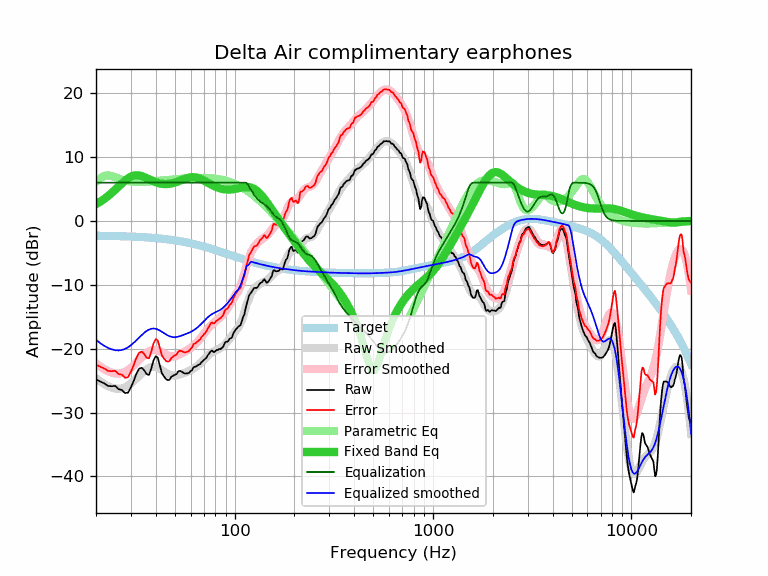 Delta Air complimentary earphones
Amplitude (dBr)
20
10
0
−10
−20
−30
−40
Target
Raw Smoothed
Error Smoothed
Raw
Error
Parametric Eq
Fixed Band Eq
Equalization
Equalized smoothed
100
1000
10000
Frequency (Hz)